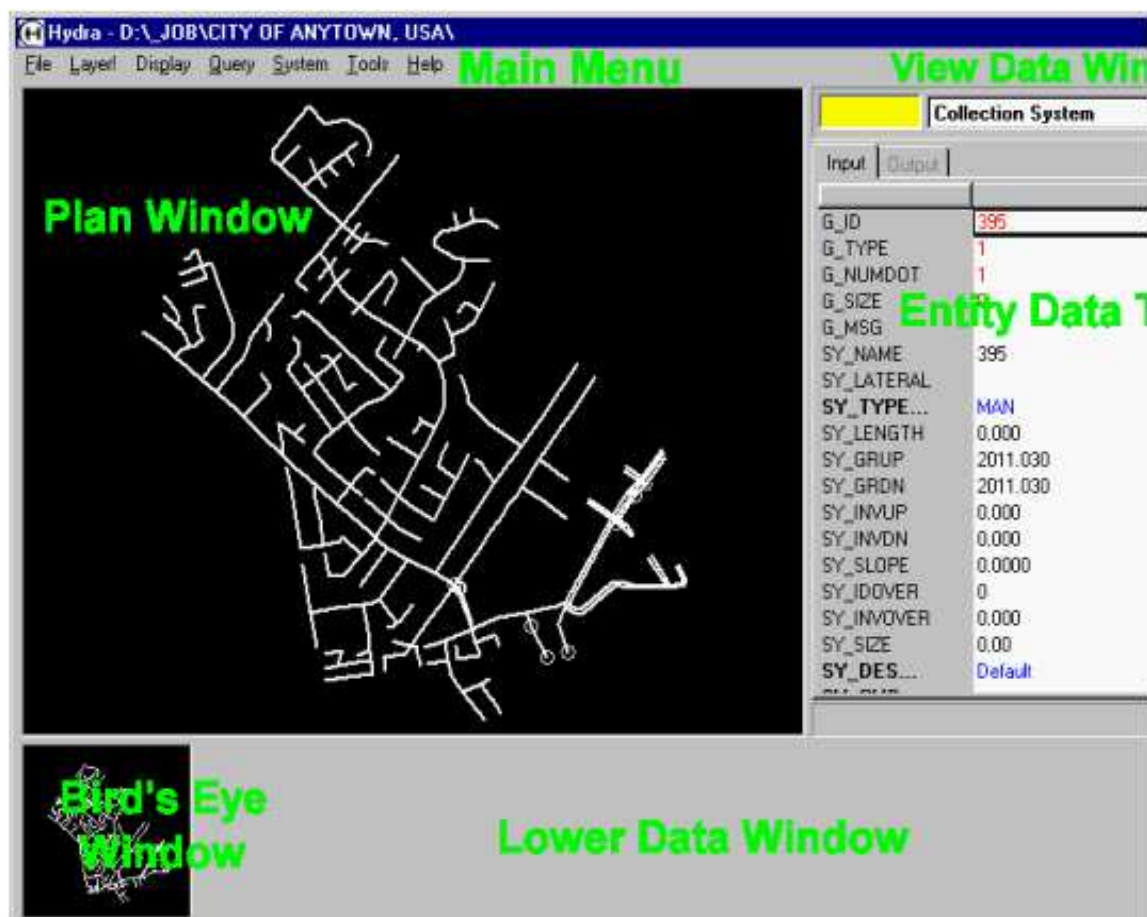 Hydra - D:\_JOB\CITY OF ANYTOWN, USA\
File Layer! Display Query System Tools Help
Main Menu
View Data Win
Collection System
Plan Window
Input Output
G_ID 395
G_TYPE 1
G_NUMDOT 1
G_SIZE
Entity Data T
G_MSG
SY_NAME 395
SY_LATERAL
SY_TYPE... MAN
SY_LENGTH 0.000
SY_GRUP 2011.030
SY_GRDN 2011.030
SY_INVUP 0.000
SY_INVDN 0.000
SY_SLOPE 0.0000
SY_IDOVER 0
SY_INVOVER 0.000
SY_SIZE 0.00
SY_DES... Default
Bird's Eye
Window
Lower Data Window